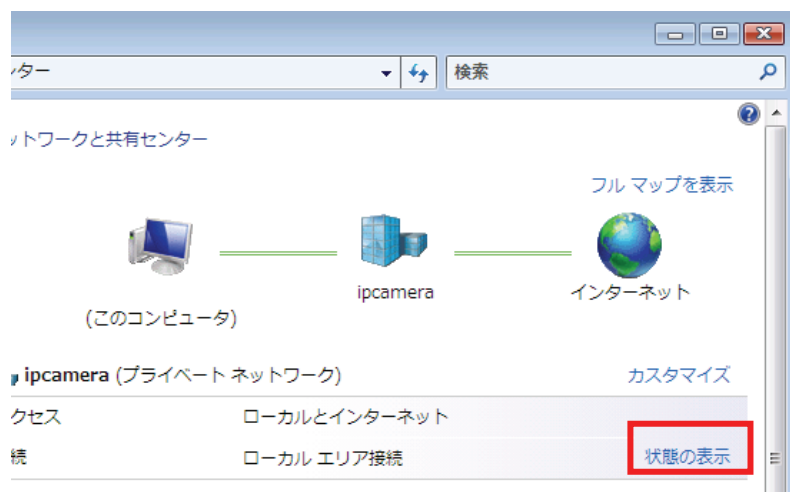 ンター
検索
ットワークと共有センター
フル マップを表示
ipcamera
インターネット
(このコンピュータ)
ipcamera (プライベート ネットワーク) カスタマイズ
クセス ローカルとインターネット
続 ローカル エリア接続 状態の表示